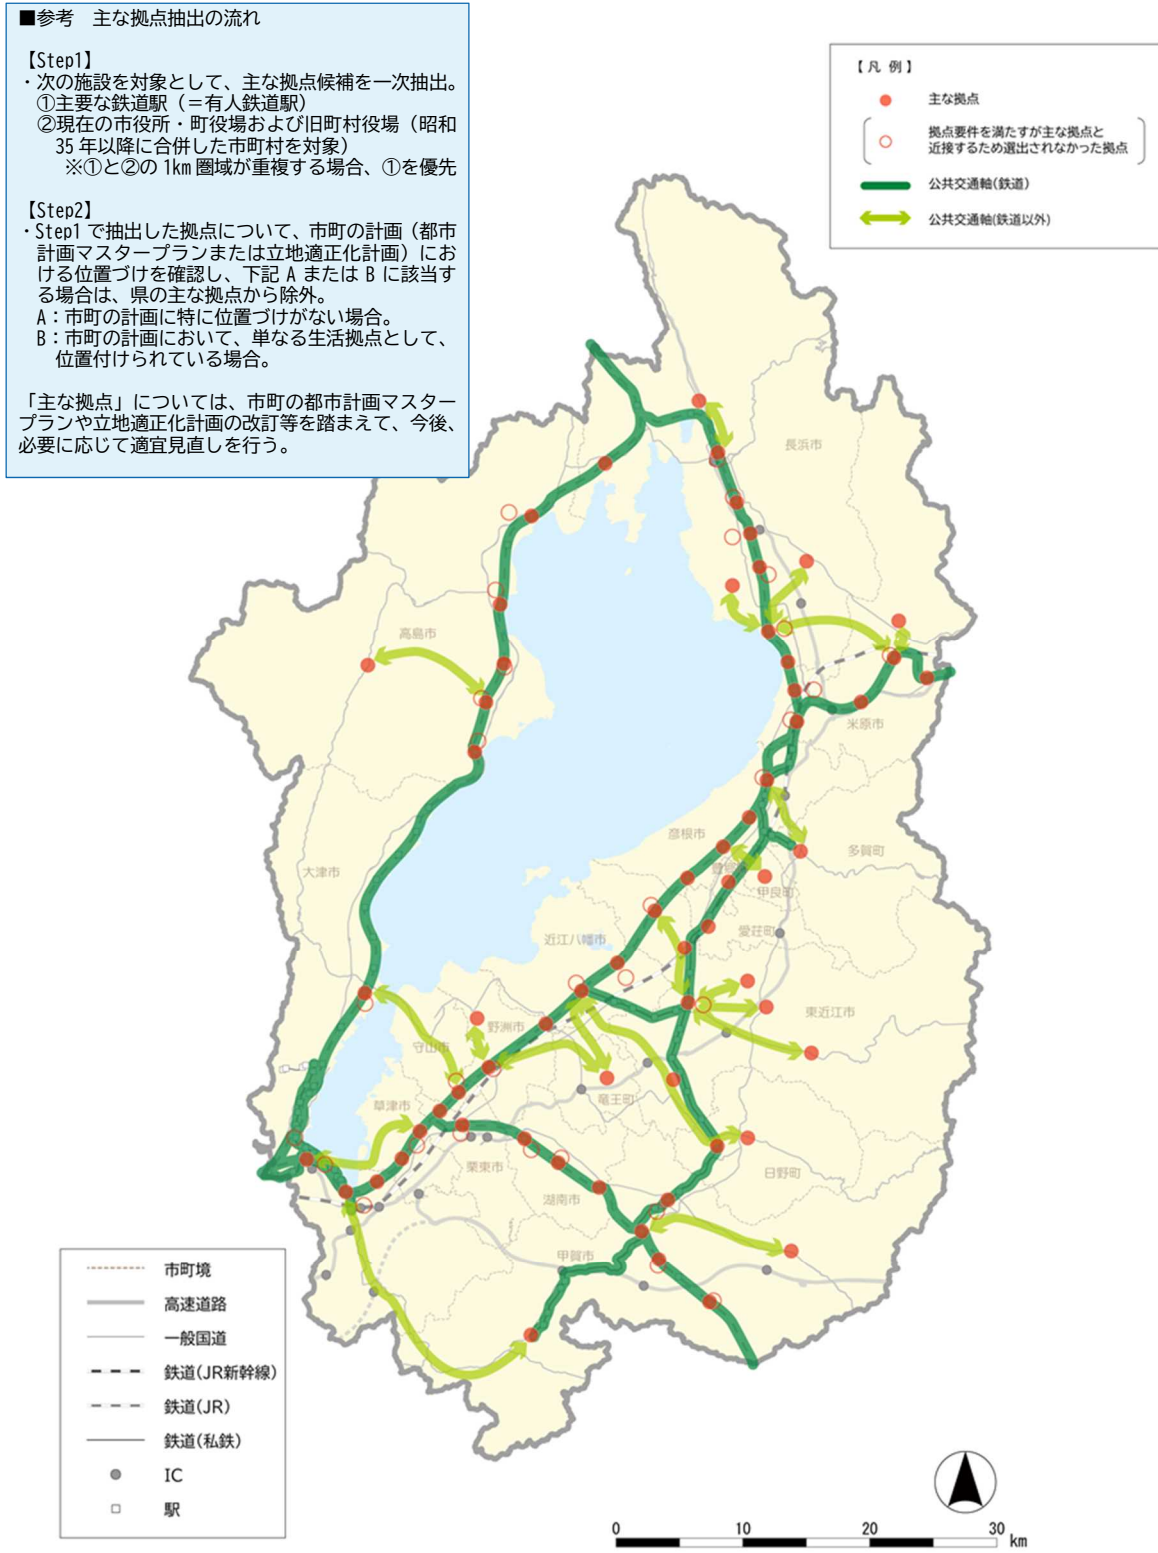 ■参考　主な拠点抽出の流れ
【Step1】
・次の施設を対象として、主な拠点候補を一次抽出。
①主要な鉄道駅（＝有人鉄道駅）
②現在の市役所・町役場および旧町村役場（昭和
35年以降に合併した市町村を対象）
※①と②の1km圏域が重複する場合、①を優先
【Step2】
・Step1で抽出した拠点について、市町の計画（都市
計画マスタープランまたは立地適正化計画）にお
ける位置づけを確認し、下記AまたはBに該当す
る場合は、県の主な拠点から除外。
A：市町の計画に特に位置づけがない場合。
B：市町の計画において、単なる生活拠点として、
位置付けられている場合。
「主な拠点」については、市町の都市計画マスター
プランや立地適正化計画の改訂等を踏まえて、今後、
必要に応じて適宜見直しを行う。
【凡 例】
主な拠点
拠点要件を満たすが主な拠点と
近接するため選出されなかった拠点
公共交通軸(鉄道)
公共交通軸(鉄道以外)
長浜市
高島市
米原市
彦根市
多賀町
大津市
甲良町
愛荘町
近江八幡市
東近江市
野洲市
守山市
竜王町
草津市
栗東市
日野町
湖南市
甲賀市
市町境
高速道路
一般国道
鉄道(JR新幹線)
鉄道(JR)
鉄道(私鉄)
IC
駅
0 10 20 30
km